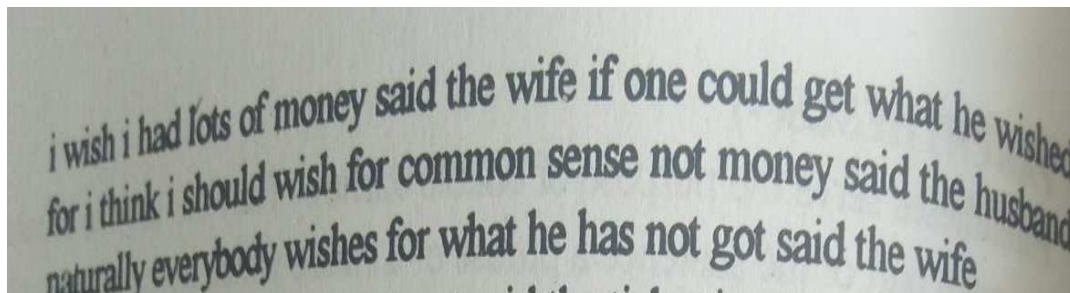 i wish i had lots of money said the wife if one could get what he wished
for i think i should wish for common sense not money said the husband
naturally everybody wishes for what he has not got said the wife